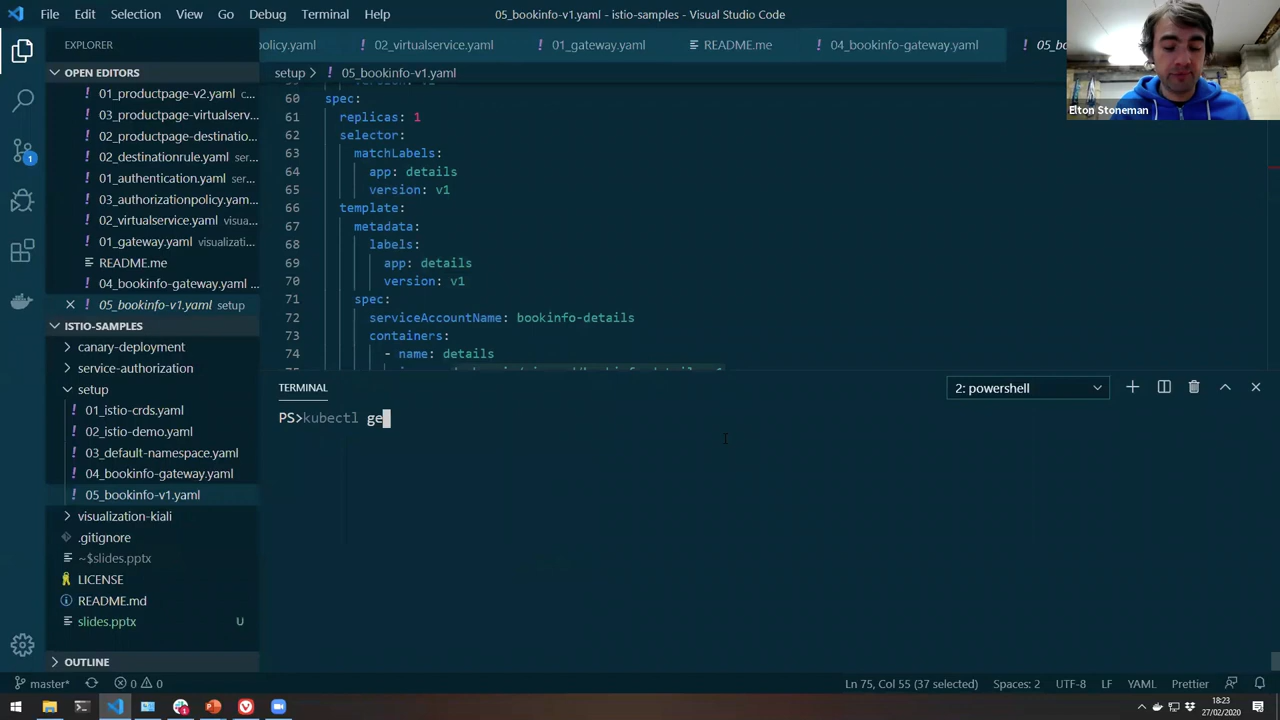 File Edit Selection View Go Debug Terminal Help
05_bookinfo-v1.yaml - istio-samples - Visual Studio Code
EXPLORER
OPEN EDITORS
01_productpage-v2.yaml c...
03_productpage-virtualserv...
02_productpage-destinatio...
02_destinationrule.yaml ser...
01_authentication.yaml ser...
03_authorizationpolicy.yam...
02_virtualservice.yaml visua...
01_gateway.yaml visualizati...
README.me
04_bookinfo-gateway.yaml ...
05_bookinfo-v1.yaml setup
ISTIO-SAMPLES
canary-deployment
service-authorization
setup
01_istio-crds.yaml
02_istio-demo.yaml
03_default-namespace.yaml
04_bookinfo-gateway.yaml
05_bookinfo-v1.yaml
visualization-kiali
.gitignore
~$slides.pptx
LICENSE
README.md
slides.pptx U
OUTLINE
policy.yaml 02_virtualservice.yaml 01_gateway.yaml README.me 04_bookinfo-gateway.yaml 05_bo
setup > 05_bookinfo-v1.yaml
60 spec:
61 replicas: 1
62 selector:
63 matchLabels:
64 app: details
65 version: v1
66 template:
67 metadata:
68 labels:
69 app: details
70 version: v1
71 spec:
72 serviceAccountName: bookinfo-details
73 containers:
74 - name: details
Elton Stoneman
TERMINAL
2: powershell
PS>kubectl ge
master*
0 0
Ln 75, Col 55 (37 selected) Spaces: 2 UTF-8 LF YAML Prettier
18:23
27/02/2020